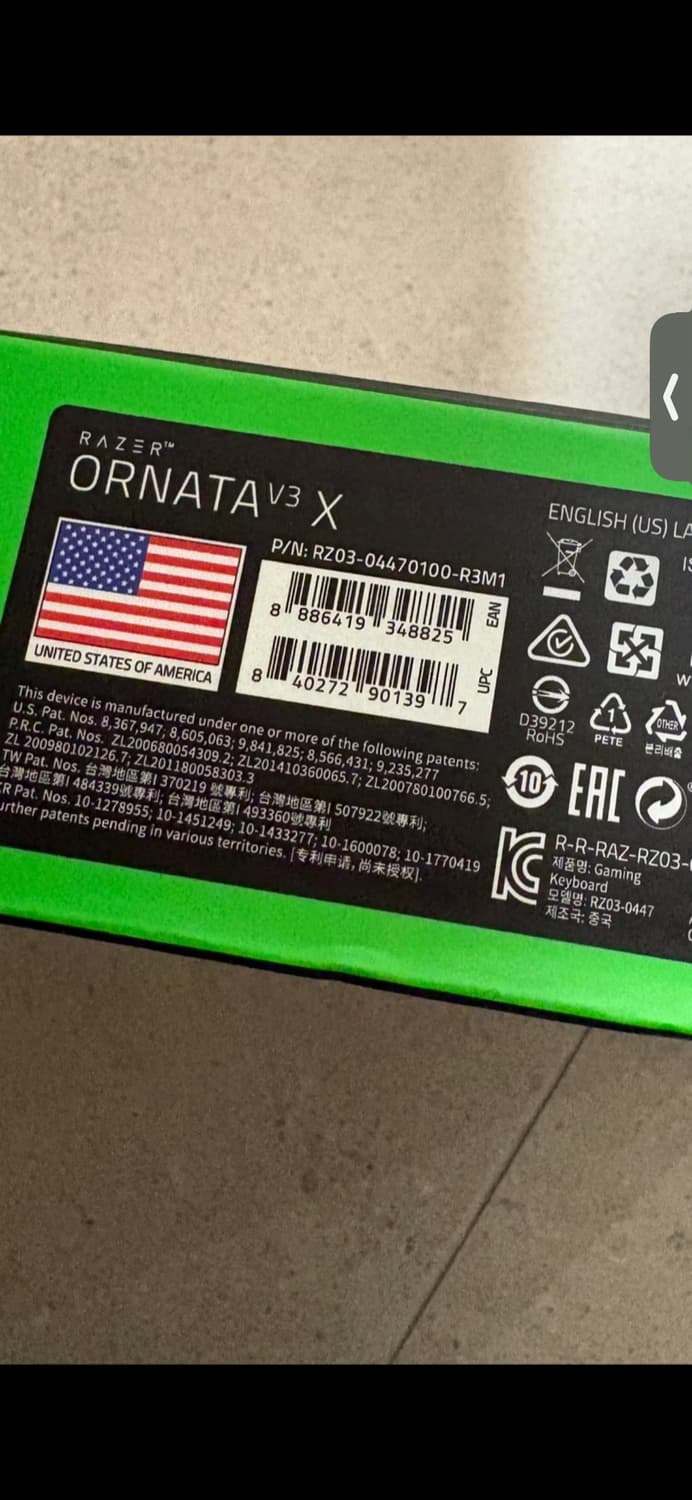 RAZER™
ORNATA V3 X
UNITED STATES OF AMERICA
P/N: RZ03-04470100-R3M1
8 886419 348825
EAN
8 40272 90139 7
UPC
This device is manufactured under one or more of the following patents:
U.S. Pat. Nos. 8,367,947; 8,605,063; 9,841,825; 8,566,431; 9,235,277
P.R.C. Pat. Nos. ZL200680054309.2; ZL201410360065.7; ZL200780100766.5;
ZL 200980102126.7; ZL201180058303.3
TW Pat. Nos. 台灣地區第I 370219 號專利; 台灣地區第I 507922號專利;
台灣地區第I 484339號專利; 台灣地區第I 493360號專利
KR Pat. Nos. 10-1278955; 10-1451249; 10-1433277; 10-1600078; 10-1770419
urther patents pending in various territories. [专利申请, 尚未授权].
ENGLISH (US) LA
D39212
RoHS
1
PETE
OTHER
분리배출
10
EAC
R-R-RAZ-RZ03-
제품명: Gaming
Keyboard
모델명: RZ03-0447
제조국: 중국